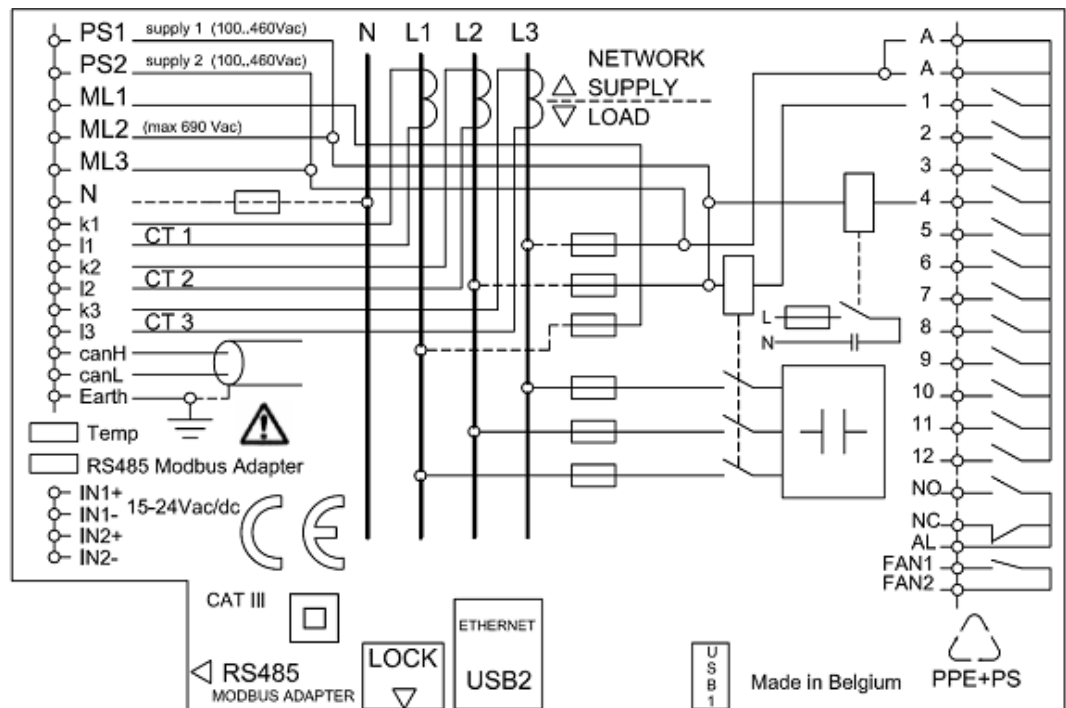 PS1 supply 1 (100..460Vac)
PS2 supply 2 (100..460Vac)
ML1
ML2 (max 690 Vac)
ML3
N
k1
l1 CT 1
k2
l2 CT 2
k3
l3 CT 3
canH
canL
Earth
Temp
RS485 Modbus Adapter
IN1+
IN1-
15-24Vac/dc
IN2+
IN2-
CE
CAT III
RS485
MODBUS ADAPTER
LOCK
ETHERNET
USB2
USB1
Made in Belgium
PPE+PS
N L1 L2 L3
NETWORK
SUPPLY
LOAD
L
N
A
A
1
2
3
4
5
6
7
8
9
10
11
12
NO
NC
AL
FAN1
FAN2